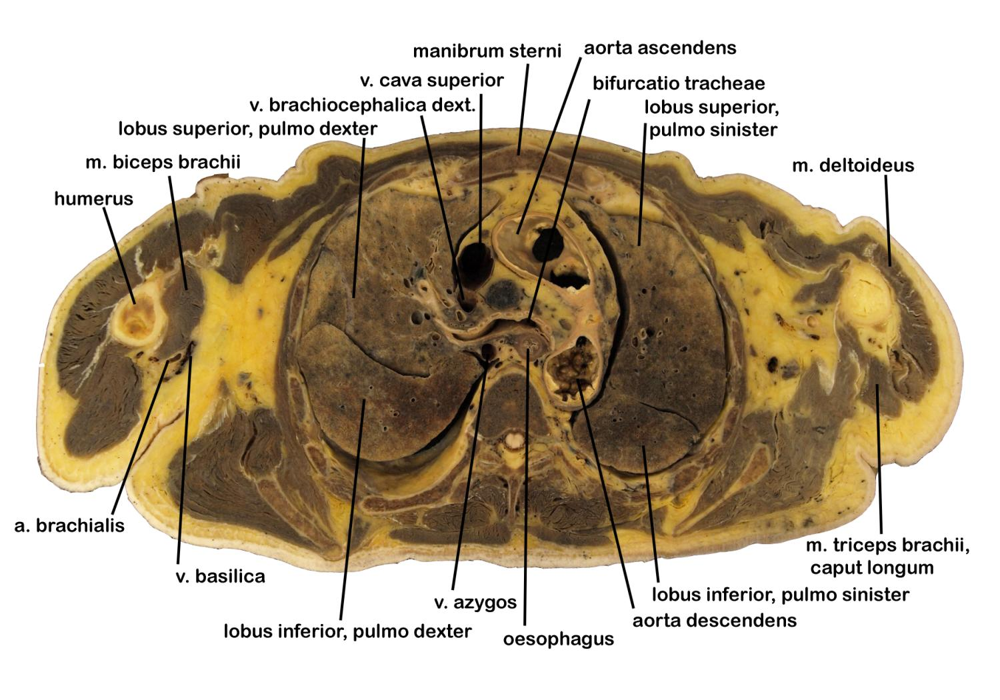 manibrum sterni
aorta ascendens
v. cava superior
bifurcatio tracheae
v. brachiocephalica dext.
lobus superior,
pulmo sinister
lobus superior, pulmo dexter
m. biceps brachii
m. deltoideus
humerus
a. brachialis
m. triceps brachii,
caput longum
v. basilica
lobus inferior, pulmo sinister
v. azygos
aorta descendens
lobus inferior, pulmo dexter
oesophagus